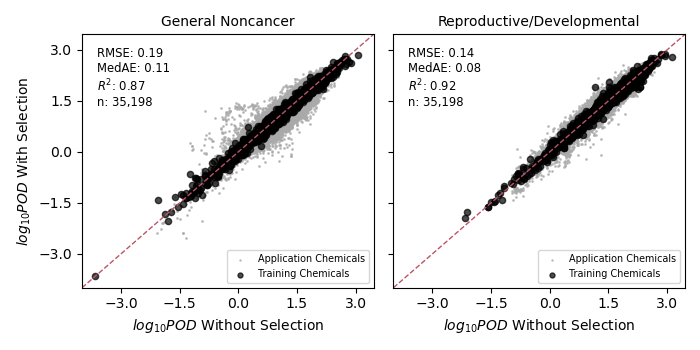 General Noncancer
RMSE: 0.19
MedAE: 0.11
R²: 0.87
n: 35,198
3.0
1.5
0.0
−1.5
−3.0
log₁₀POD With Selection
Application Chemicals
Training Chemicals
−3.0 −1.5 0.0 1.5 3.0
log₁₀POD Without Selection
Reproductive/Developmental
RMSE: 0.14
MedAE: 0.08
R²: 0.92
n: 35,198
Application Chemicals
Training Chemicals
−3.0 −1.5 0.0 1.5 3.0
log₁₀POD Without Selection